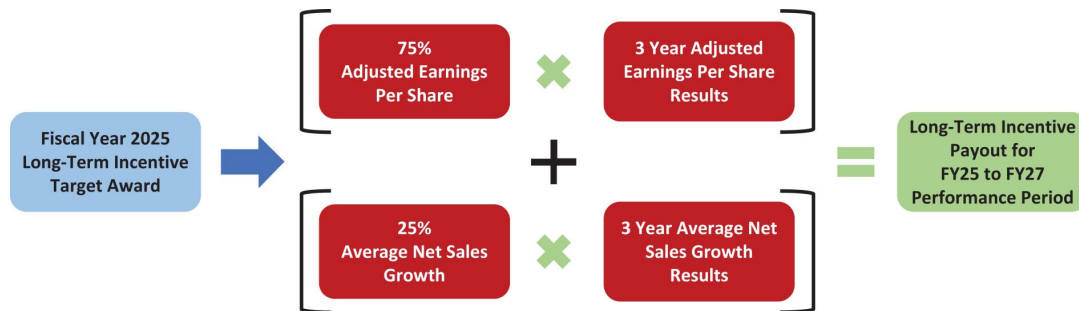 Fiscal Year 2025
Long-Term Incentive
Target Award
75%
Adjusted Earnings
Per Share
3 Year Adjusted
Earnings Per Share
Results
25%
Average Net Sales
Growth
3 Year Average Net
Sales Growth
Results
Long-Term Incentive
Payout for
FY25 to FY27
Performance Period